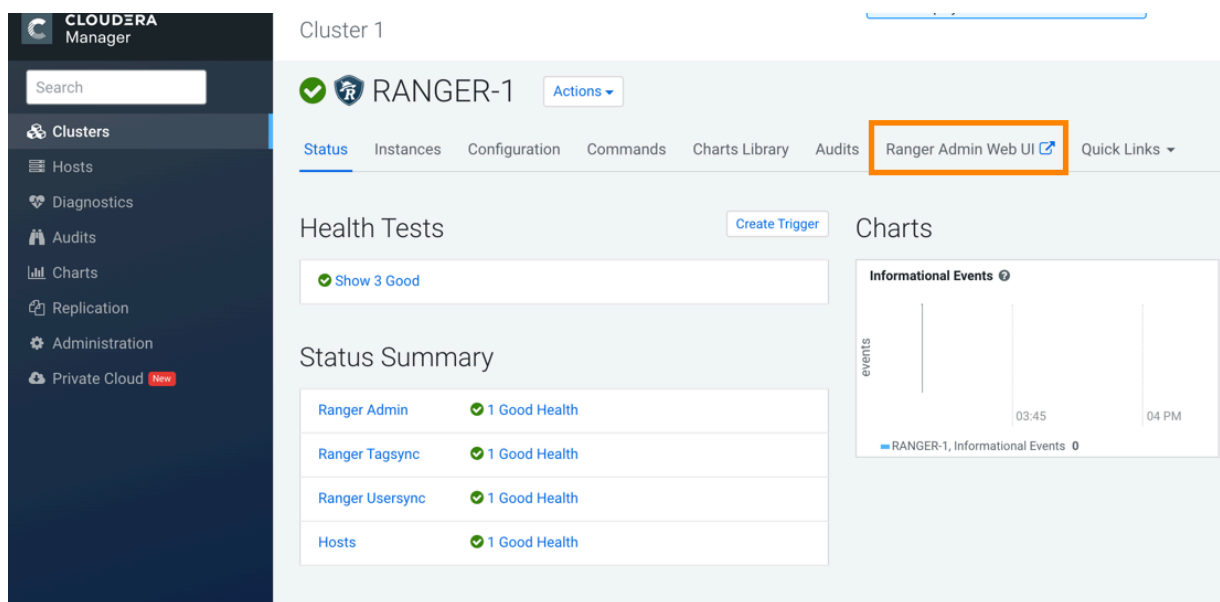 CLOUDERA
Manager
Search
Clusters
Hosts
Diagnostics
Audits
Charts
Replication
Administration
Private Cloud New
Cluster 1
RANGER-1 Actions
Status Instances Configuration Commands Charts Library Audits Ranger Admin Web UI Quick Links
Health Tests Create Trigger
Show 3 Good
Status Summary
Ranger Admin 1 Good Health
Ranger Tagsync 1 Good Health
Ranger Usersync 1 Good Health
Hosts 1 Good Health
Charts
Informational Events
events
03:45 04 PM
RANGER-1, Informational Events 0